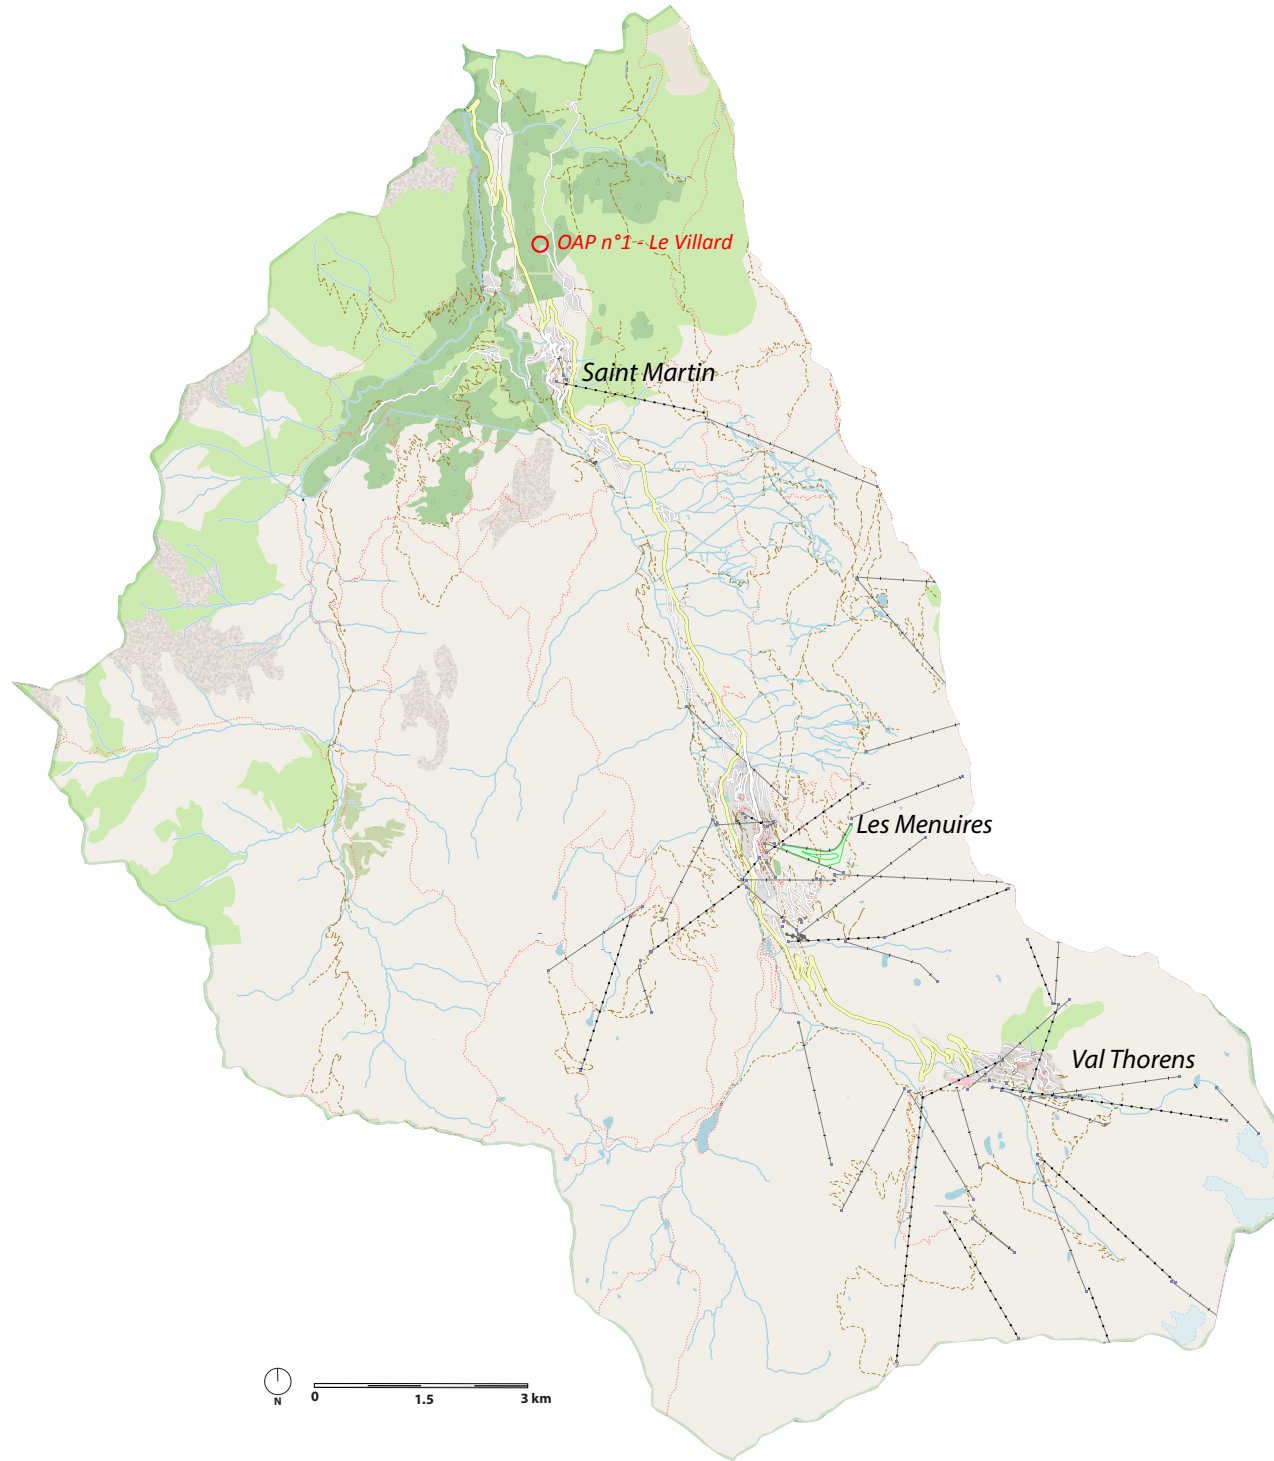 OAP n°1 - Le Villard
Saint Martin
Les Menuires
Val Thorens
N
0 1.5 3 km